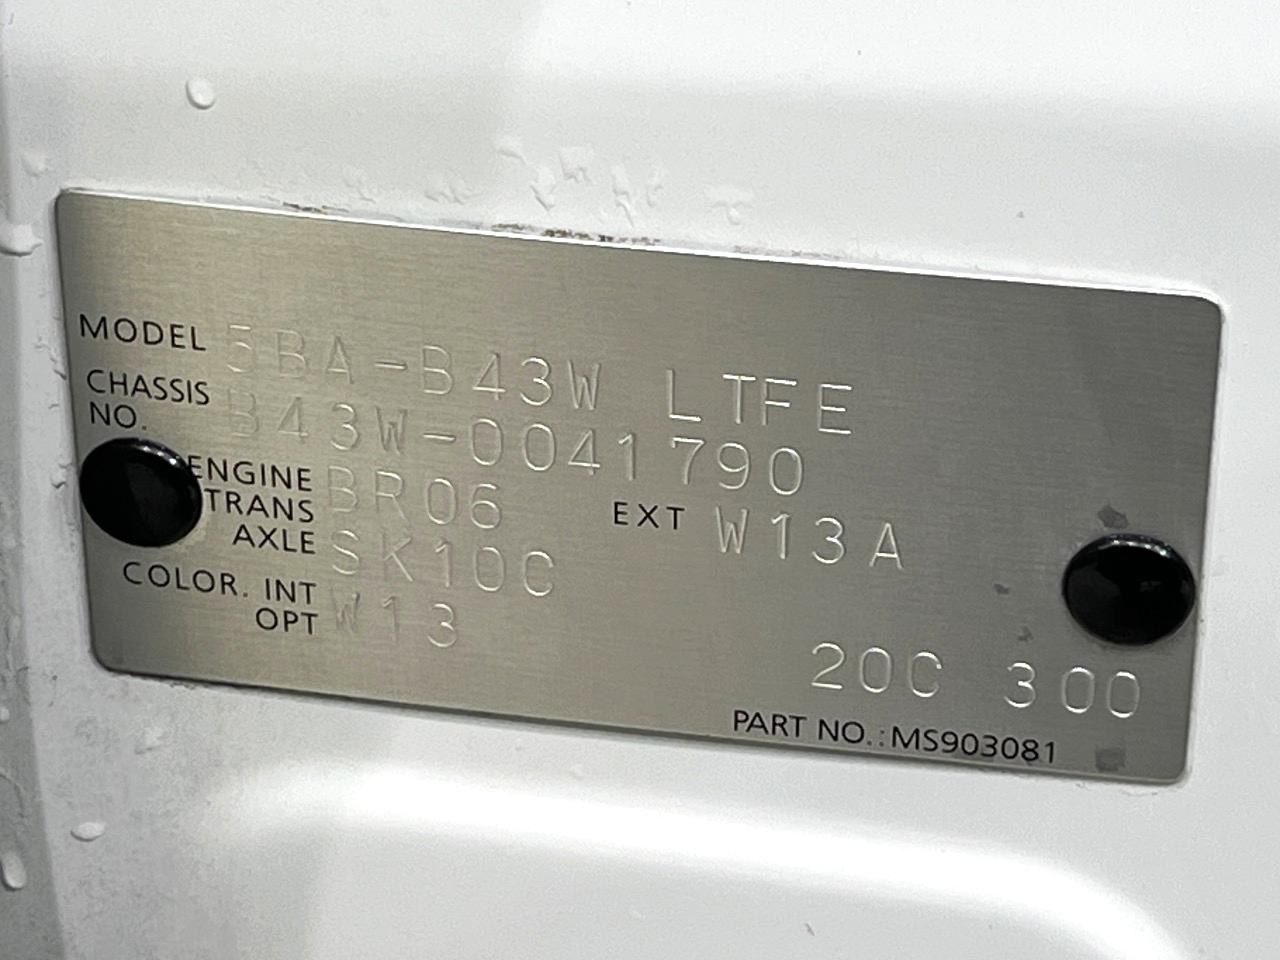 MODEL 5BA-B43W LTFE
CHASSIS NO. B43W-0041790
ENGINE BR06
TRANS AXLE SK10C EXT W13A
COLOR. INT OPT W13
20C 300
PART NO.:MS903081